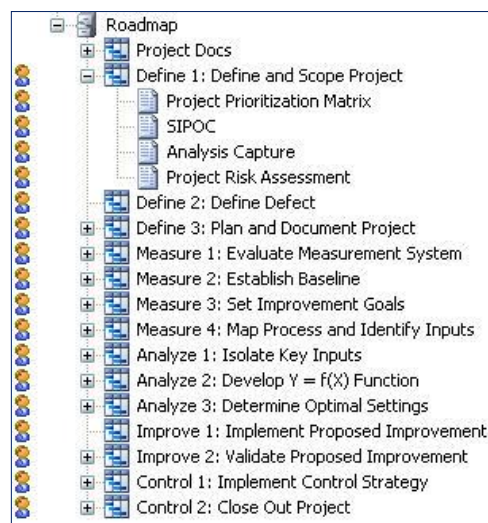 Roadmap
Project Docs
Define 1: Define and Scope Project
Project Prioritization Matrix
SIPOC
Analysis Capture
Project Risk Assessment
Define 2: Define Defect
Define 3: Plan and Document Project
Measure 1: Evaluate Measurement System
Measure 2: Establish Baseline
Measure 3: Set Improvement Goals
Measure 4: Map Process and Identify Inputs
Analyze 1: Isolate Key Inputs
Analyze 2: Develop Y = f(X) Function
Analyze 3: Determine Optimal Settings
Improve 1: Implement Proposed Improvement
Improve 2: Validate Proposed Improvement
Control 1: Implement Control Strategy
Control 2: Close Out Project